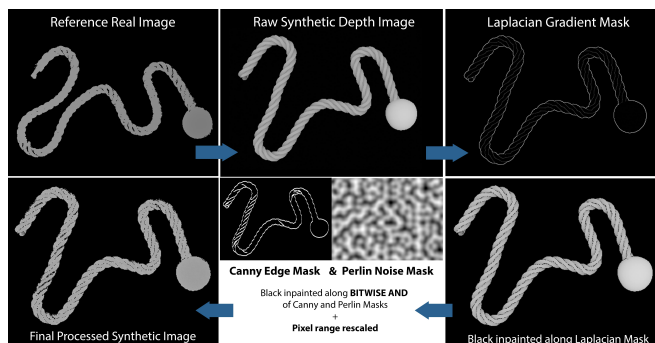 Reference Real Image
Raw Synthetic Depth Image
Laplacian Gradient Mask
Canny Edge Mask & Perlin Noise Mask
Black inpainted along BITWISE AND
of Canny and Perlin Masks
+
Pixel range rescaled
Final Processed Synthetic Image
Black inpainted along Laplacian Mask